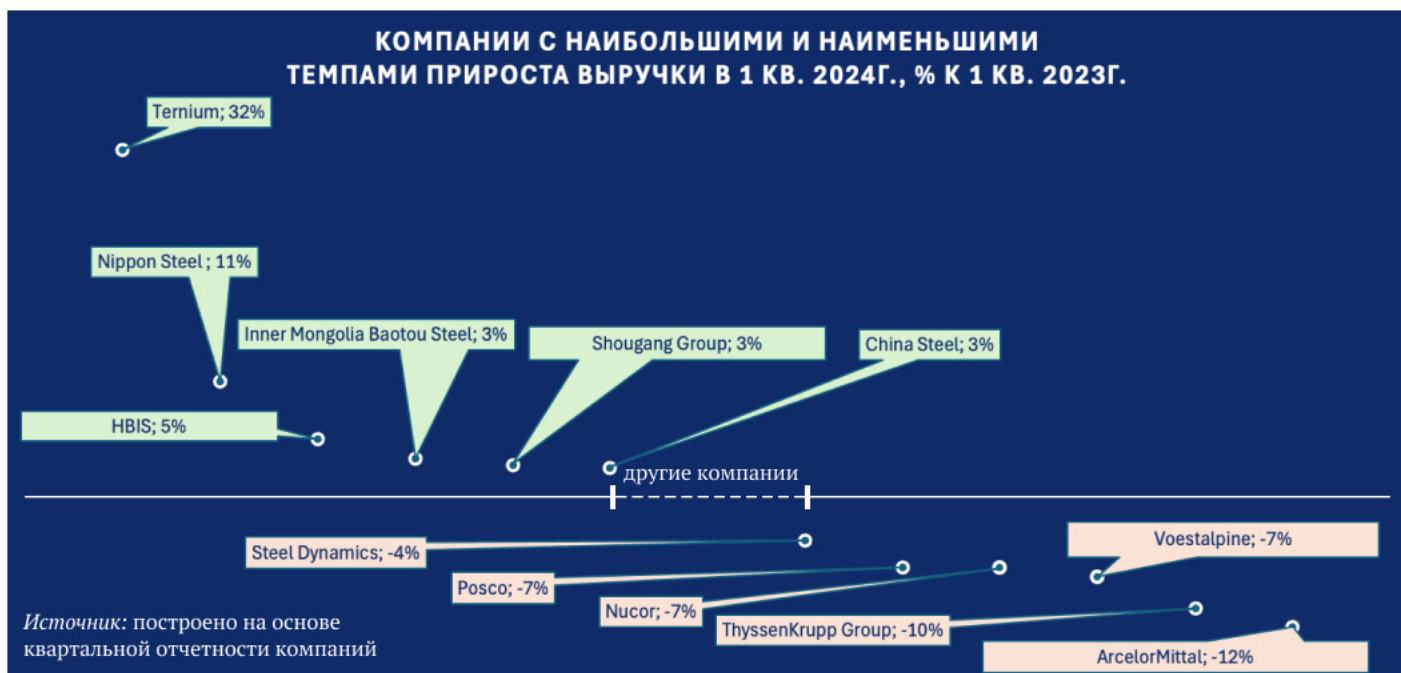 КОМПАНИИ С НАИБОЛЬШИМИ И НАИМЕНЬШИМИ
ТЕМПАМИ ПРИРОСТА ВЫРУЧКИ В 1 КВ. 2024Г., % К 1 КВ. 2023Г.
Ternium; 32%
Nippon Steel ; 11%
Inner Mongolia Baotou Steel; 3%
Shougang Group; 3%
China Steel; 3%
HBIS; 5%
другие компании
Steel Dynamics; -4%
Voestalpine; -7%
Posco; -7%
Nucor; -7%
ThyssenKrupp Group; -10%
ArcelorMittal; -12%
Источник: построено на основе
квартальной отчетности компаний